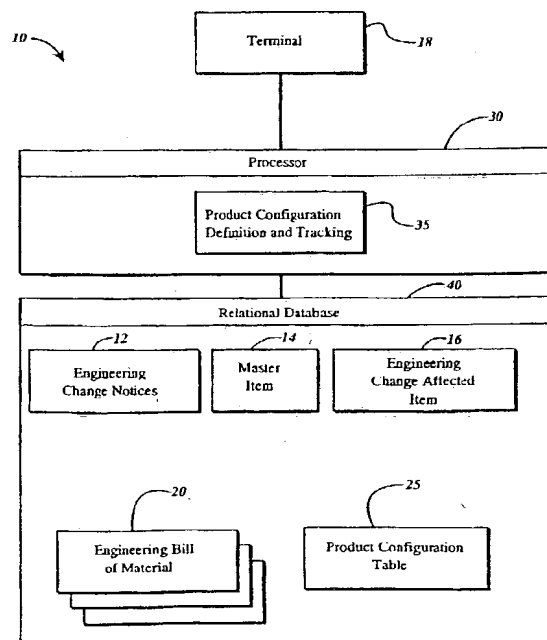 10
Terminal
18
30
Processor
Product Configuration
Definition and Tracking
35
40
Relational Database
12
14
16
Engineering
Change Notices
Master
Item
Engineering
Change Affected
Item
20
25
Engineering Bill
of Material
Product Configuration
Table